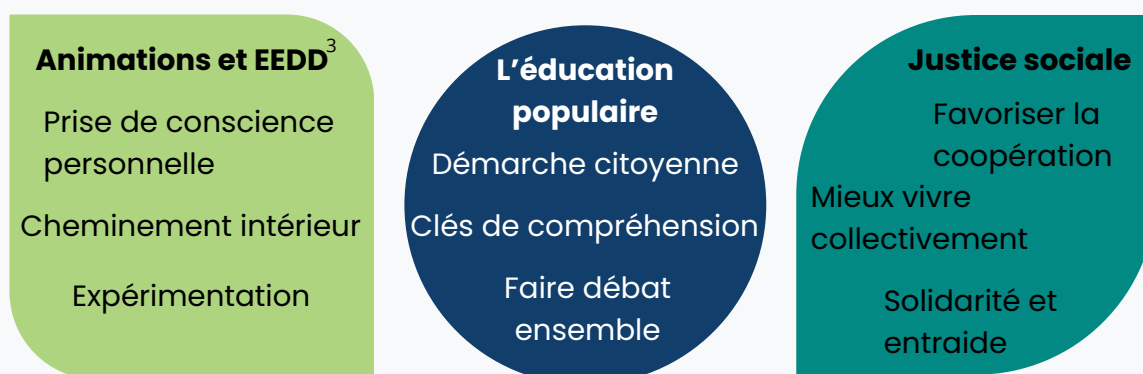 Animations et EEDD³
Prise de conscience
personnelle
Cheminement intérieur
Expérimentation
L’éducation
populaire
Démarche citoyenne
Clés de compréhension
Faire débat
ensemble
Justice sociale
Favoriser la
coopération
Mieux vivre
collectivement
Solidarité et
entraide